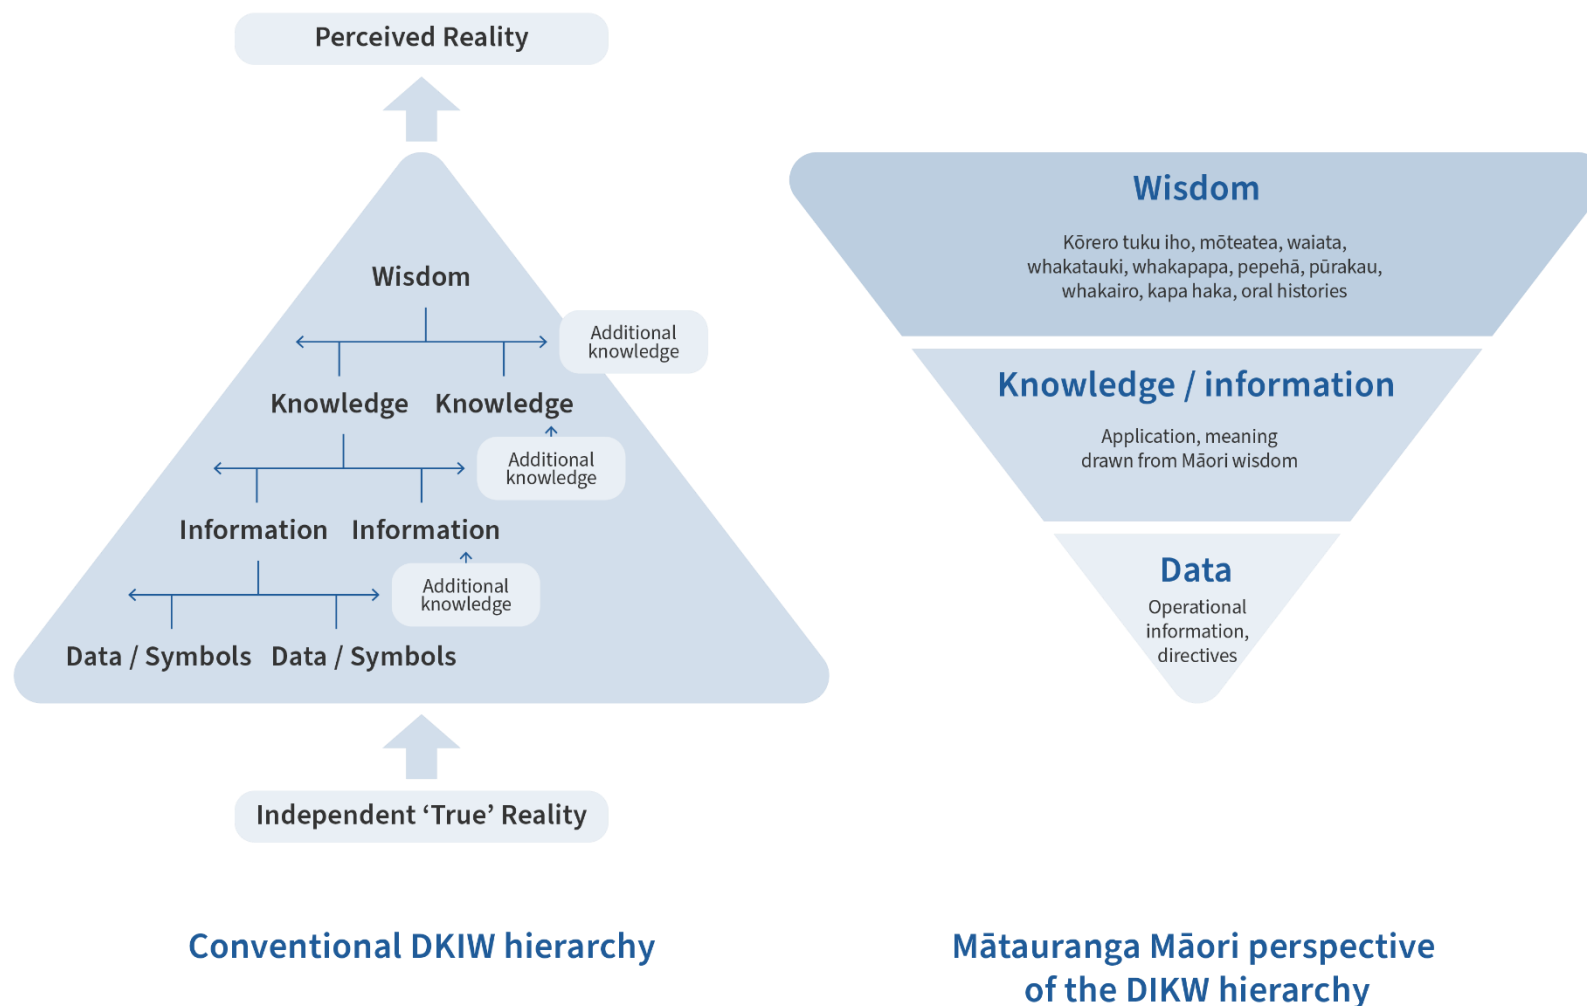 Perceived Reality
Wisdom
Additional
knowledge
Knowledge Knowledge
Additional
knowledge
Information Information
Additional
knowledge
Data / Symbols Data / Symbols
Independent ‘True’ Reality
Conventional DKIW hierarchy
Wisdom
Kōrero tuku iho, mōteatea, waiata,
whakatauki, whakapapa, pepehā, pūrakau,
whakairo, kapa haka, oral histories
Knowledge / information
Application, meaning
drawn from Māori wisdom
Data
Operational
information,
directives
Mātauranga Māori perspective
of the DIKW hierarchy